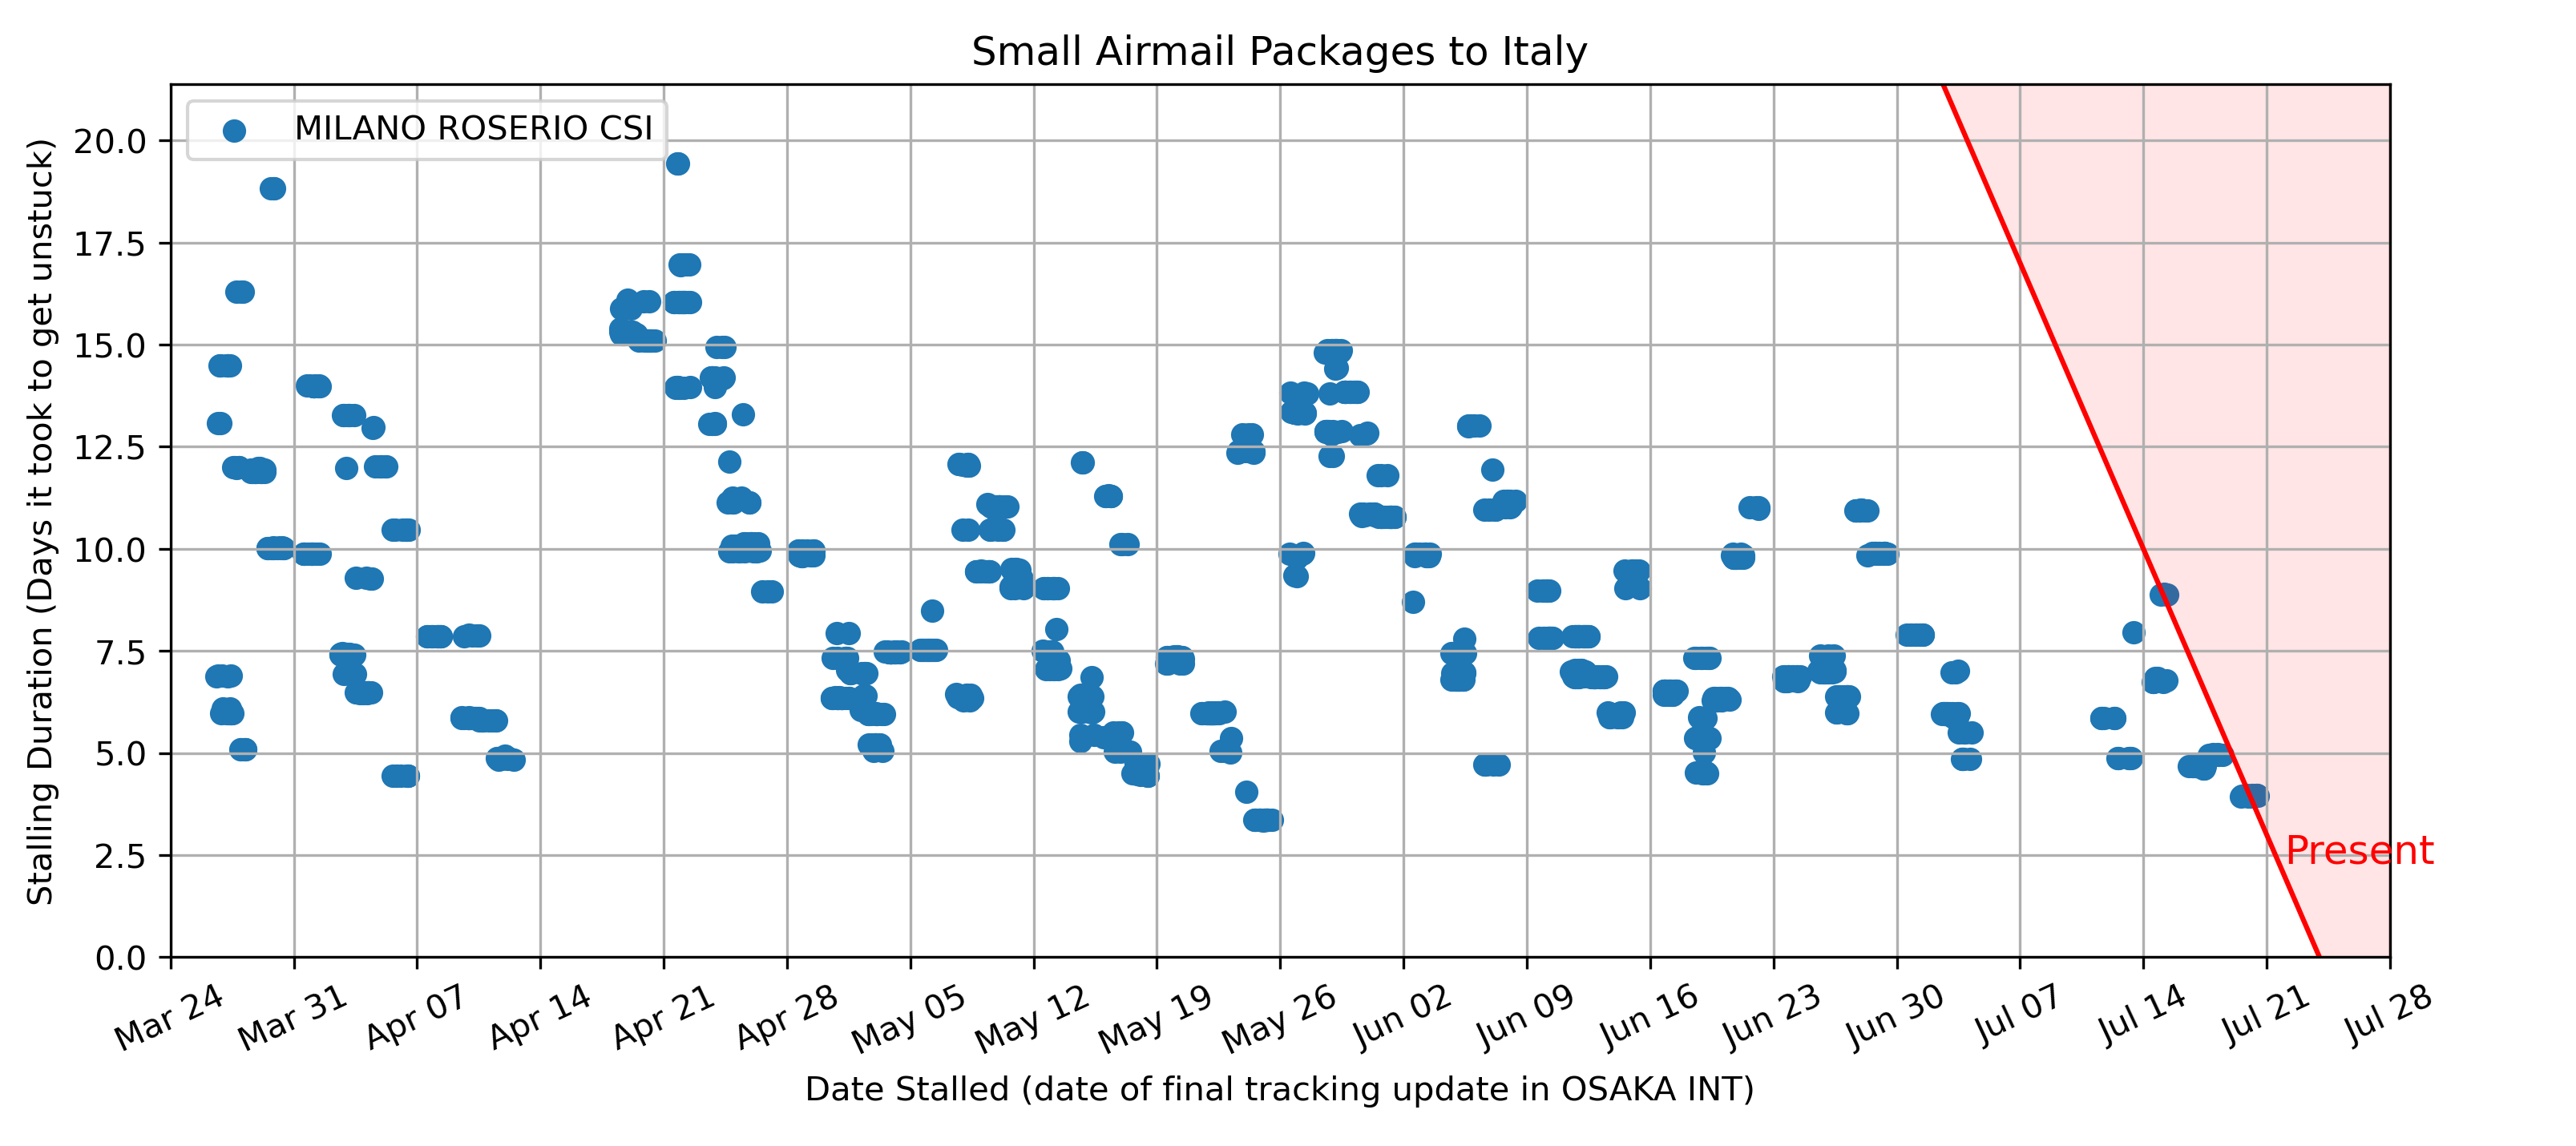 Small Airmail Packages to Italy
MILANO ROSERIO CSI
Stalling Duration (Days it took to get unstuck)
20.0
17.5
15.0
12.5
10.0
7.5
5.0
2.5
0.0
Present
Mar 24 Mar 31 Apr 07 Apr 14 Apr 21 Apr 28 May 05 May 12 May 19 May 26 Jun 02 Jun 09 Jun 16 Jun 23 Jun 30 Jul 07 Jul 14 Jul 21 Jul 28
Date Stalled (date of final tracking update in OSAKA INT)